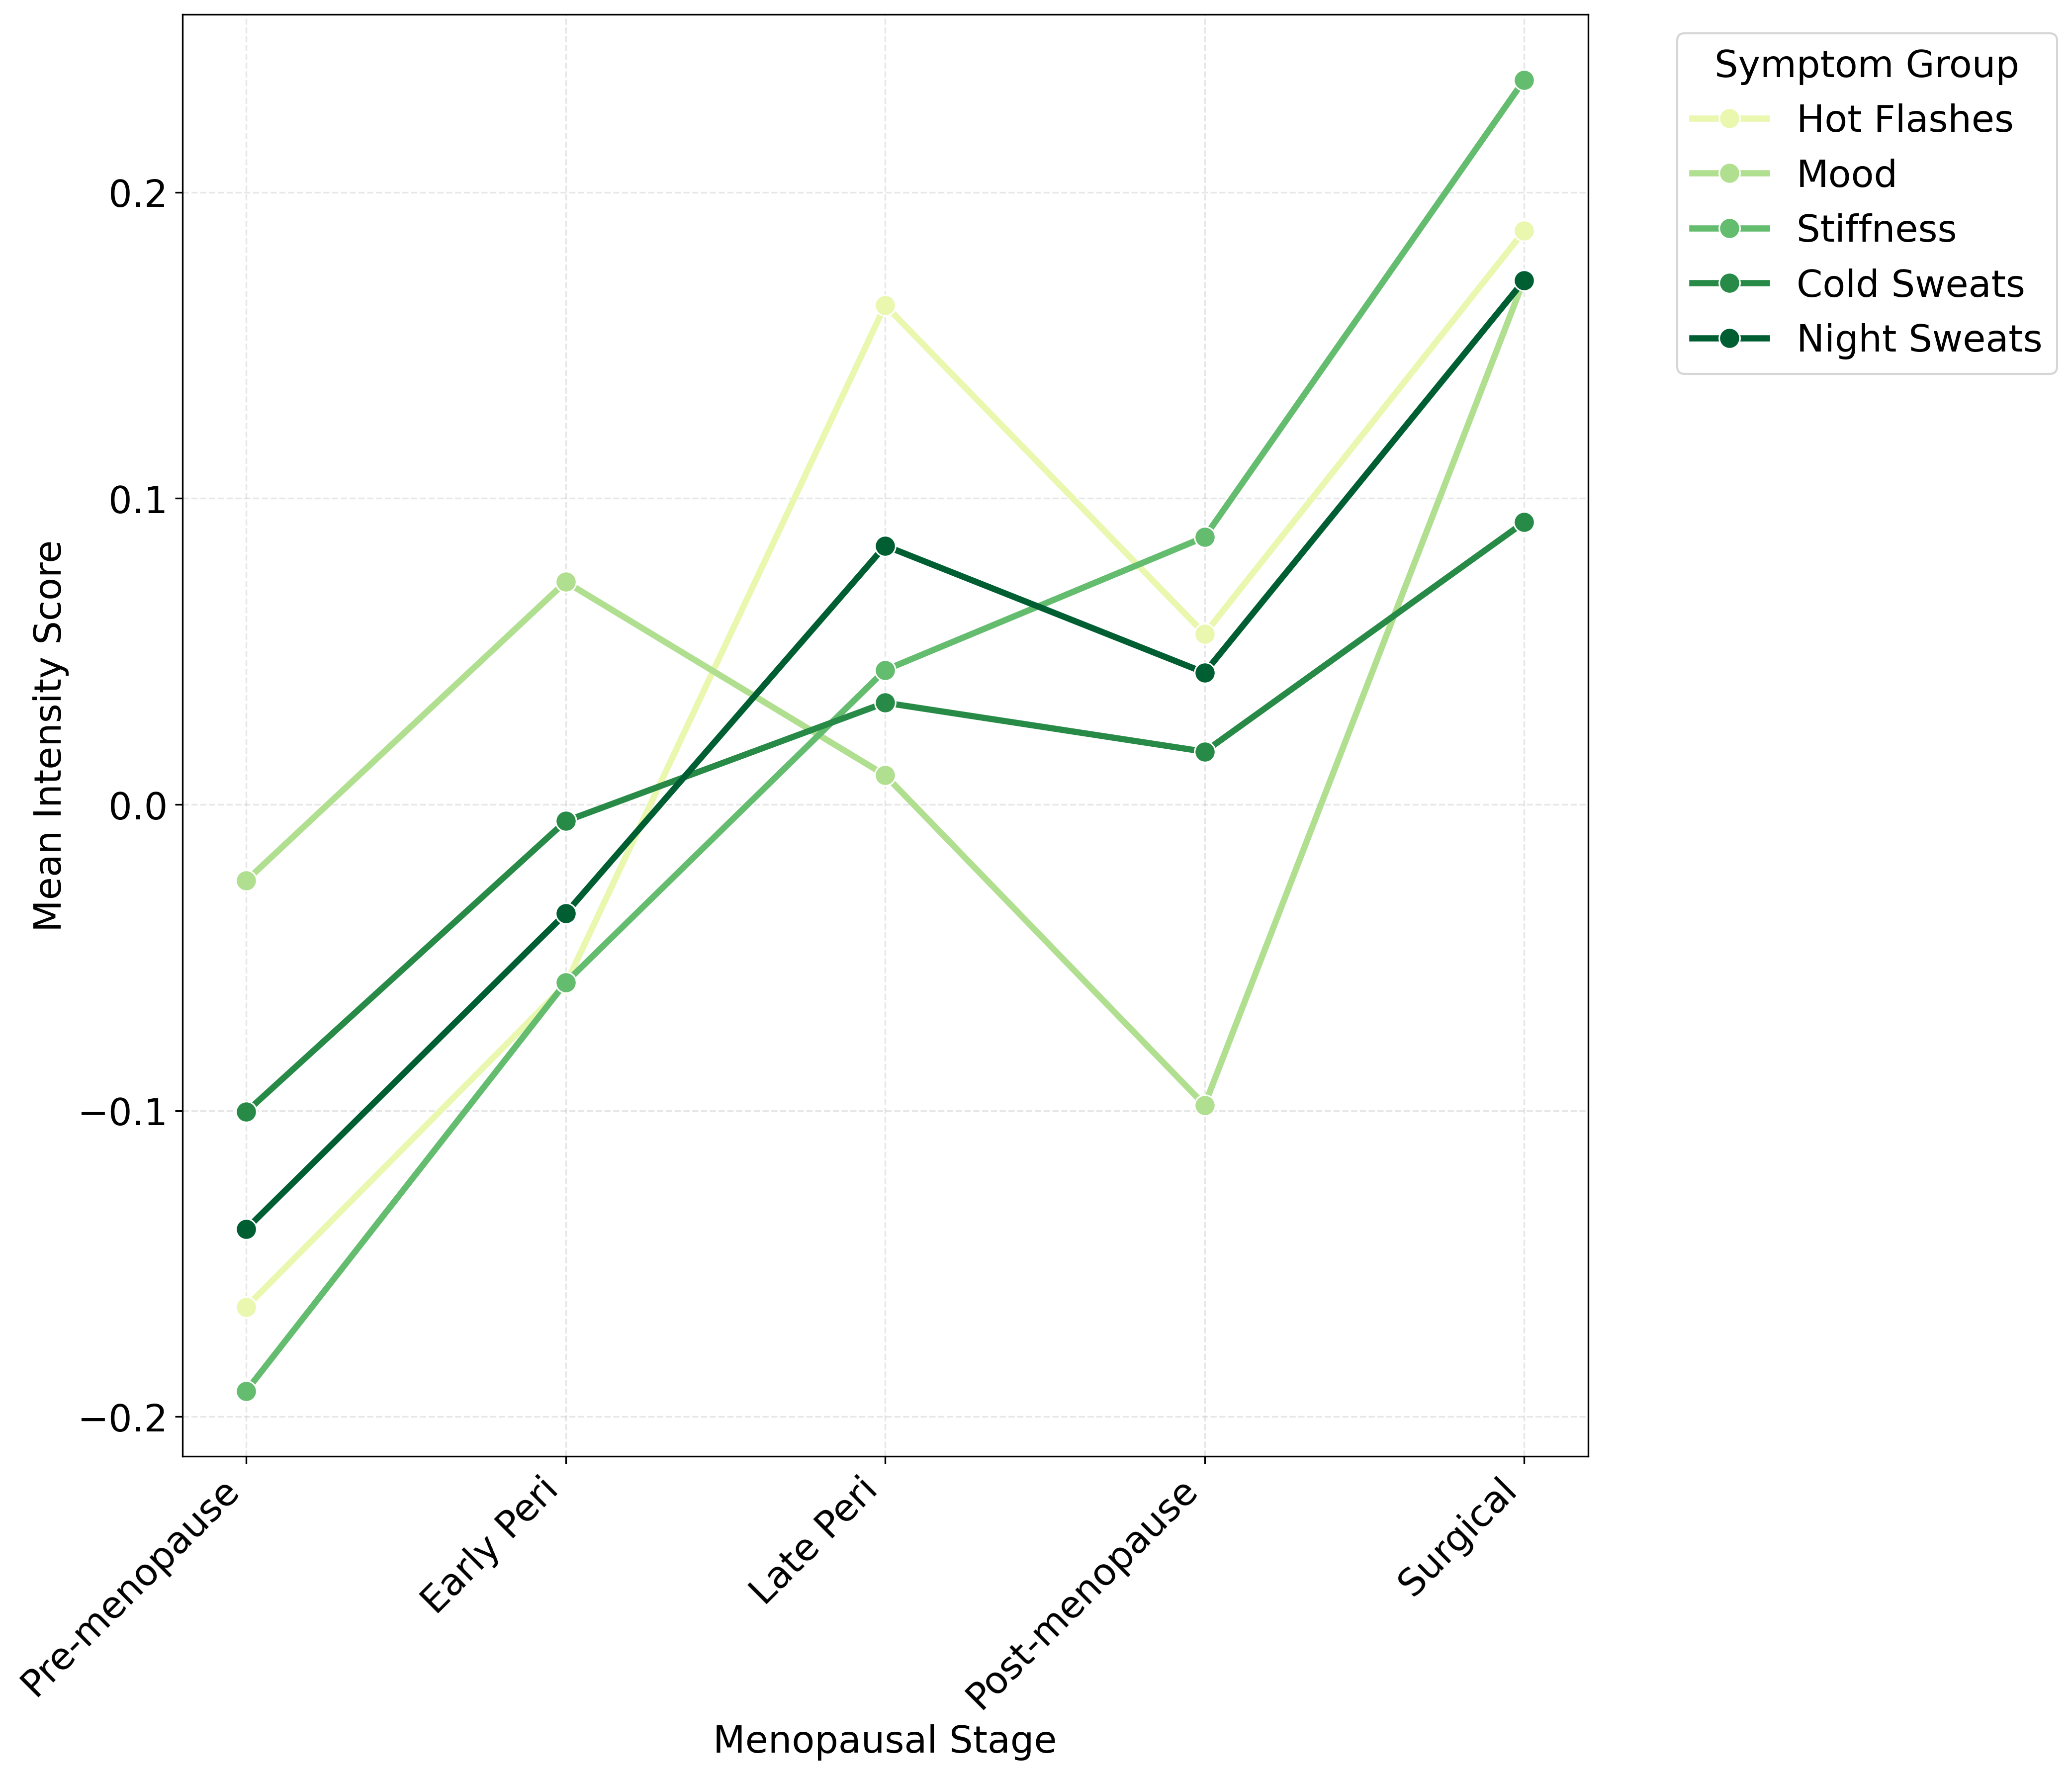 Symptom Group
Hot Flashes
Mood
Stiffness
Cold Sweats
Night Sweats
Mean Intensity Score
0.2
0.1
0.0
−0.1
−0.2
Pre-menopause
Early Peri
Late Peri
Post-menopause
Surgical
Menopausal Stage